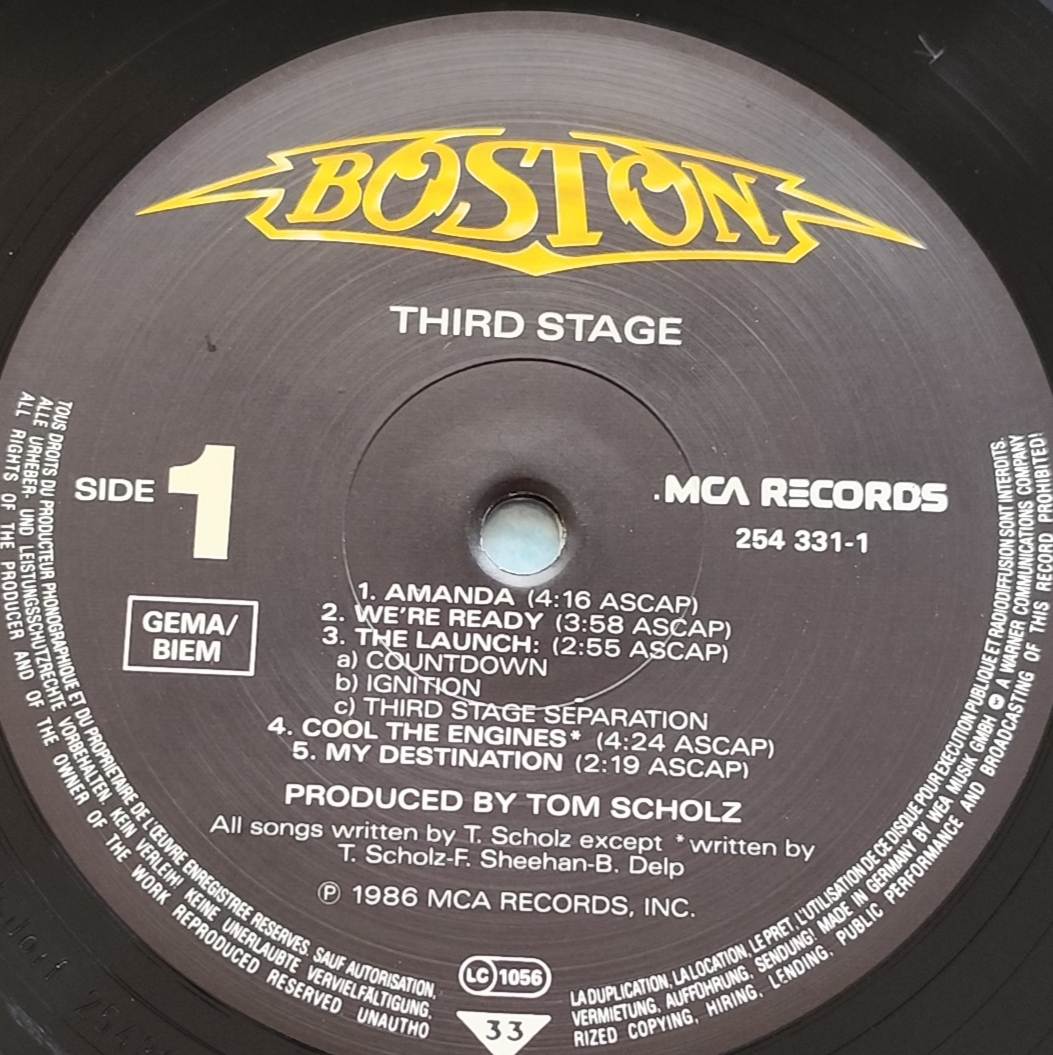 BOSTON
THIRD STAGE
SIDE 1
.MCA RECORDS
254 331-1
GEMA/
BIEM
1. AMANDA (4:16 ASCAP)
2. WE'RE READY (3:58 ASCAP)
3. THE LAUNCH: (2:55 ASCAP)
a) COUNTDOWN
b) IGNITION
c) THIRD STAGE SEPARATION
4. COOL THE ENGINES* (4:24 ASCAP)
5. MY DESTINATION (2:19 ASCAP)
PRODUCED BY TOM SCHOLZ
All songs written by T. Scholz except *written by
T. Scholz-F. Sheehan-B. Delp
℗ 1986 MCA RECORDS, INC.
LC 1056
33
TOUS DROITS DU PRODUCTEUR PHONOGRAPHIQUE ET DU PROPRIETAIRE DE L'ŒUVRE ENREGISTREE RESERVES. SAUF AUTORISATION, LA DUPLICATION, LA LOCATION, LE PRET, L'UTILISATION DE CE DISQUE POUR EXECUTION PUBLIQUE ET RADIODIFFUSION SONT INTERDITS.
ALLE URHEBER- UND LEISTUNGSSCHUTZRECHTE VORBEHALTEN. KEIN VERLEIH! KEINE UNERLAUBTE VERVIELFÄLTIGUNG, VERMIETUNG, AUFFÜHRUNG, SENDUNG! MADE IN GERMANY BY WEA MUSIK GMBH A WARNER COMMUNICATIONS COMPANY
ALL RIGHTS OF THE PRODUCER AND OF THE OWNER OF THE WORK REPRODUCED RESERVED UNAUTHORIZED COPYING, HIRING, LENDING, PUBLIC PERFORMANCE AND BROADCASTING OF THIS RECORD PROHIBITED!